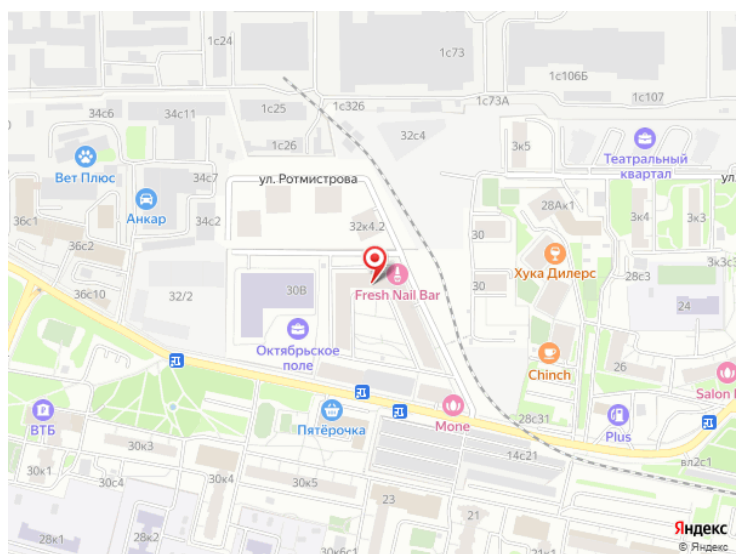 1с24
1с73
1с106Б
1с107
34с6
34с11
1с25
1с32б
1с73А
32с4
1с26
3к5
Театральный
квартал
Вет Плюс
34с7
ул. Ротмистрова
ул.
Анкар
36с1
34с2
28Ак1
3к4
3к3
32к4.2
30
36с2
Хука Дилерс
28с3
3к3с3
36с10
32/2
30В
Fresh Nail Bar
30
24
Октябрьское
поле
Chinch
26
Salon
28с31
ВТБ
Пятёрочка
Mone
Plus
30к3
14с21
вл2с1
30к1
30с4
30к5
23
28к1
28к2
21
30к6с1
Яндекс
© Яндекс